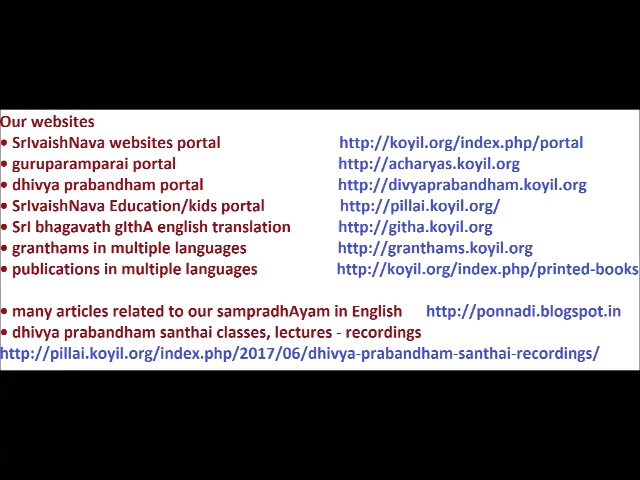 Our websites
• SrIvaishNava websites portal http://koyil.org/index.php/portal
• guruparamparai portal http://acharyas.koyil.org
• dhivya prabandham portal http://divyaprabandham.koyil.org
• SrIvaishNava Education/kids portal http://pillai.koyil.org/
• SrI bhagavath gIthA english translation http://githa.koyil.org
• granthams in multiple languages http://granthams.koyil.org
• publications in multiple languages http://koyil.org/index.php/printed-books
• many articles related to our sampradhAyam in English http://ponnadi.blogspot.in
• dhivya prabandham santhai classes, lectures - recordings
http://pillai.koyil.org/index.php/2017/06/dhivya-prabandham-santhai-recordings/